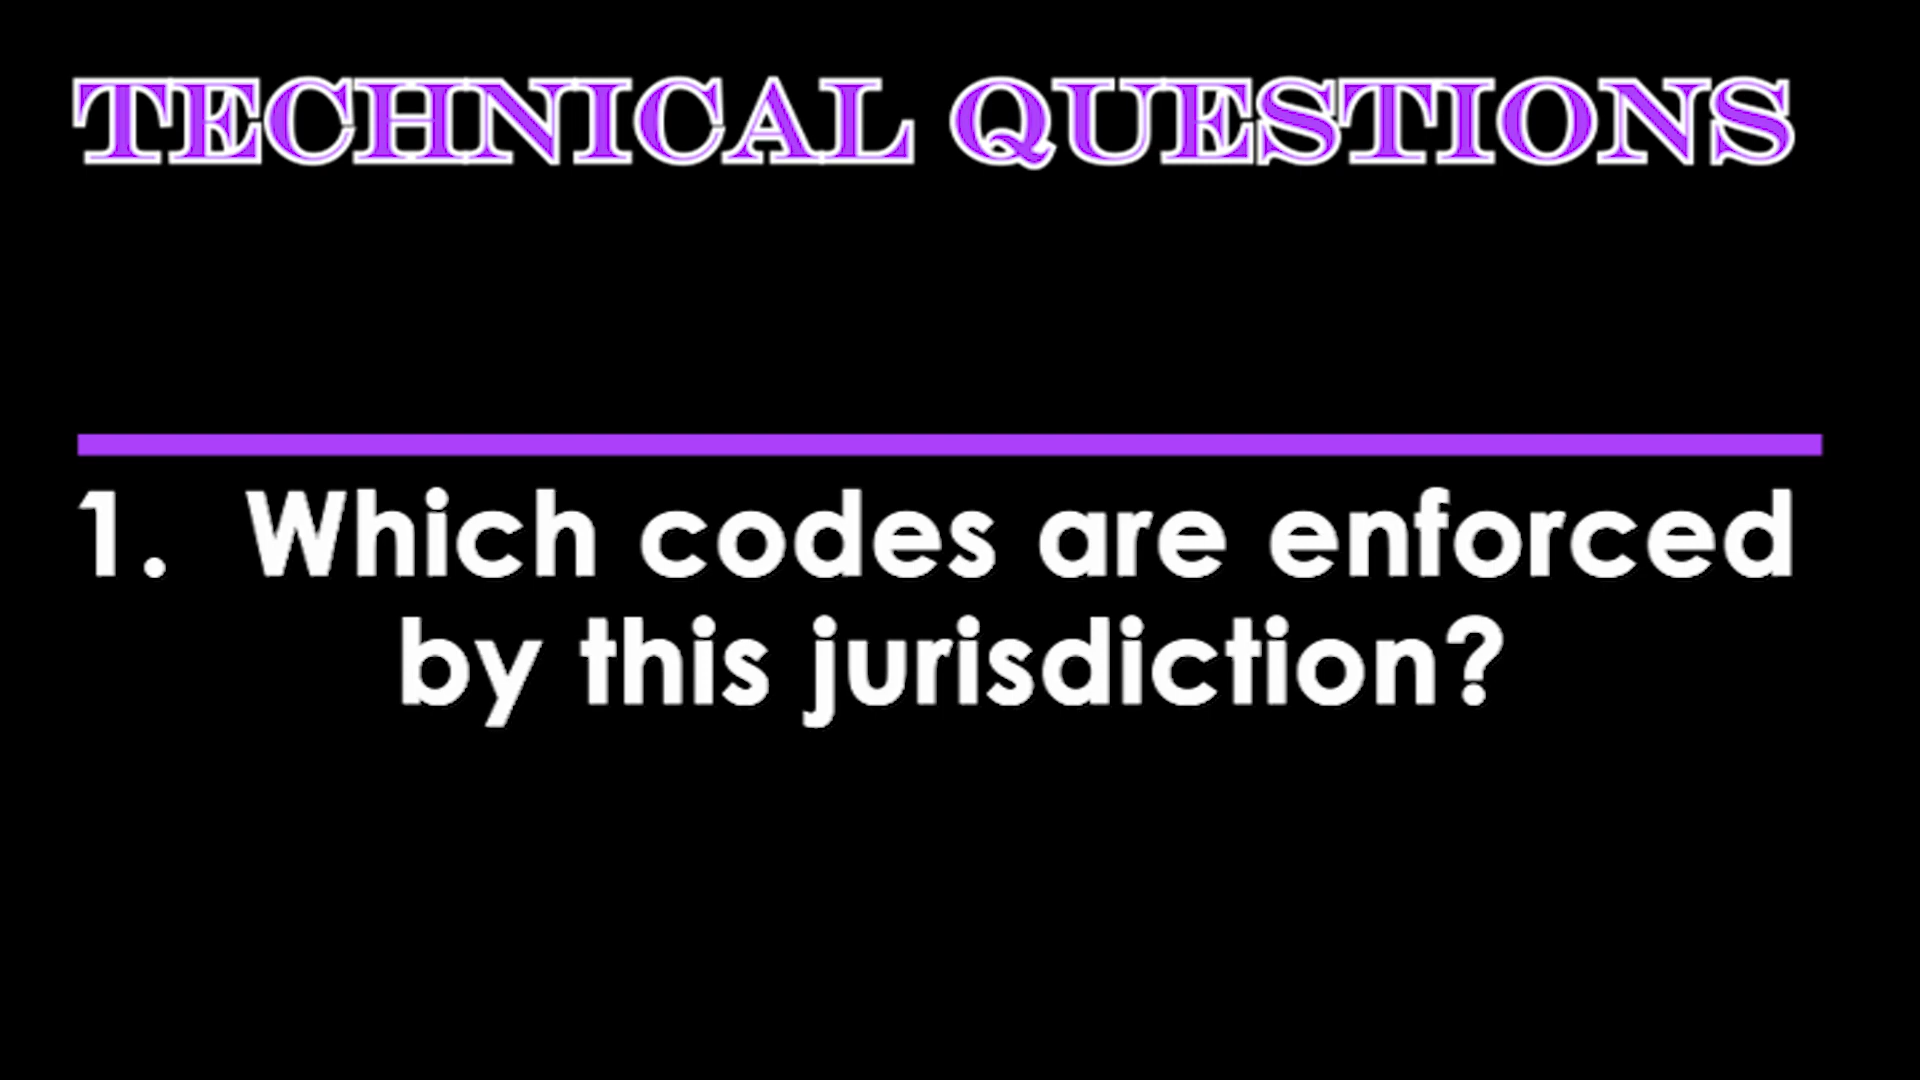 TECHNICAL QUESTIONS
1. Which codes are enforced
by this jurisdiction?